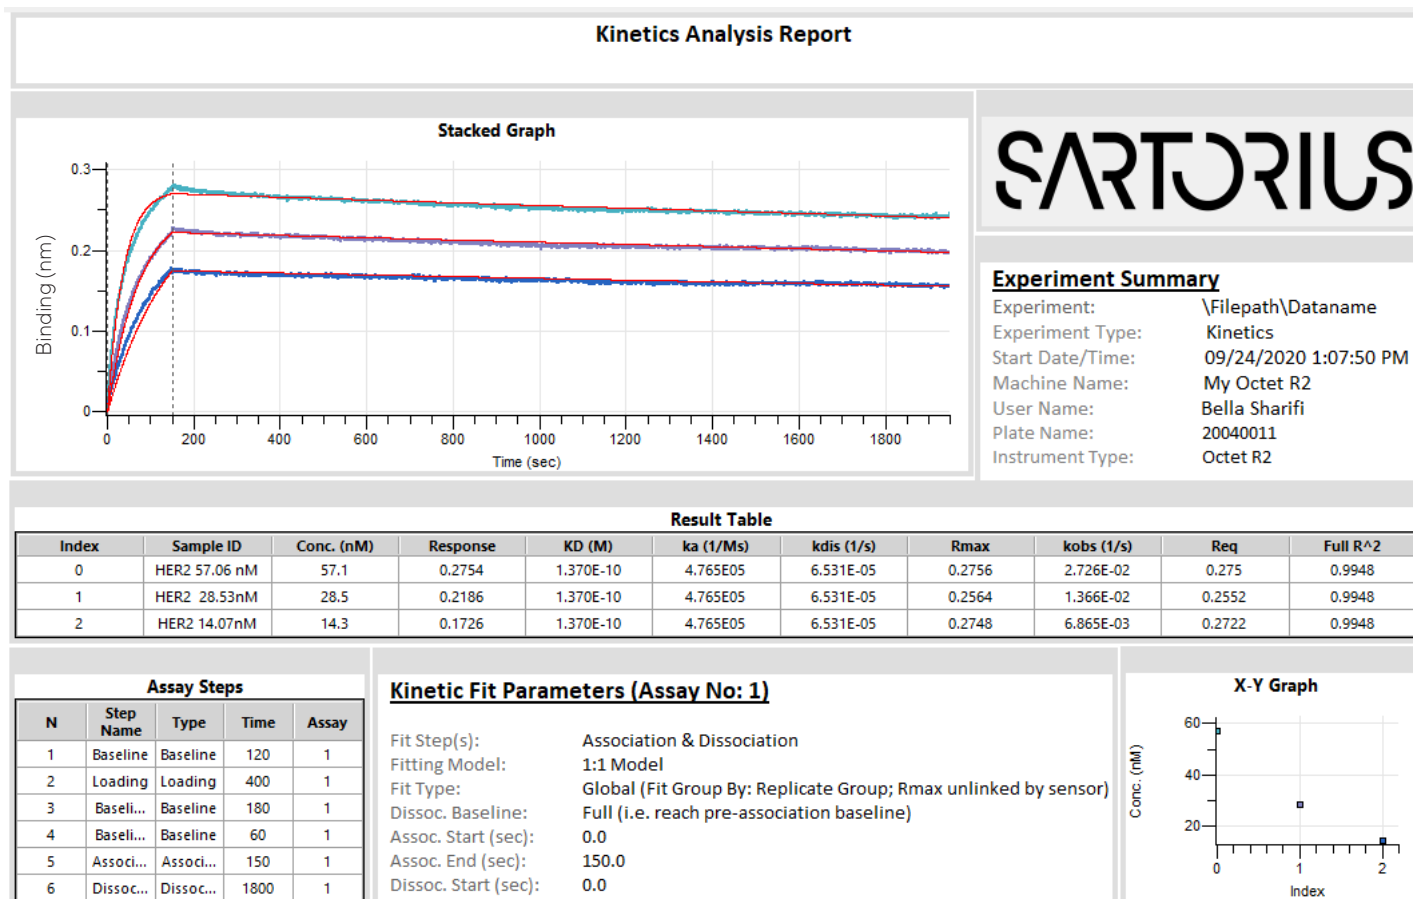 Kinetics Analysis Report
Stacked Graph
0.3
0.2
0.1
0
Binding (nm)
0 200 400 600 800 1000 1200 1400 1600 1800
Time (sec)
SARTORIUS
Experiment Summary
Experiment: \Filepath\Dataname
Experiment Type: Kinetics
Start Date/Time: 09/24/2020 1:07:50 PM
Machine Name: My Octet R2
User Name: Bella Sharifi
Plate Name: 20040011
Instrument Type: Octet R2
Result Table
Index Sample ID Conc. (nM) Response KD (M) ka (1/Ms) kdis (1/s) Rmax kobs (1/s) Req Full R^2
0 HER2 57.06 nM 57.1 0.2754 1.370E-10 4.765E05 6.531E-05 0.2756 2.726E-02 0.275 0.9948
1 HER2 28.53nM 28.5 0.2186 1.370E-10 4.765E05 6.531E-05 0.2564 1.366E-02 0.2552 0.9948
2 HER2 14.07nM 14.3 0.1726 1.370E-10 4.765E05 6.531E-05 0.2748 6.865E-03 0.2722 0.9948
Assay Steps
N Step Name Type Time Assay
1 Baseline Baseline 120 1
2 Loading Loading 400 1
3 Baseli... Baseline 180 1
4 Baseli... Baseline 60 1
5 Associ... Associ... 150 1
6 Dissoc... Dissoc... 1800 1
Kinetic Fit Parameters (Assay No: 1)
Fit Step(s): Association & Dissociation
Fitting Model: 1:1 Model
Fit Type: Global (Fit Group By: Replicate Group; Rmax unlinked by sensor)
Dissoc. Baseline: Full (i.e. reach pre-association baseline)
Assoc. Start (sec): 0.0
Assoc. End (sec): 150.0
Dissoc. Start (sec): 0.0
X-Y Graph
60
40
20
Conc. (nM)
0 1 2
Index